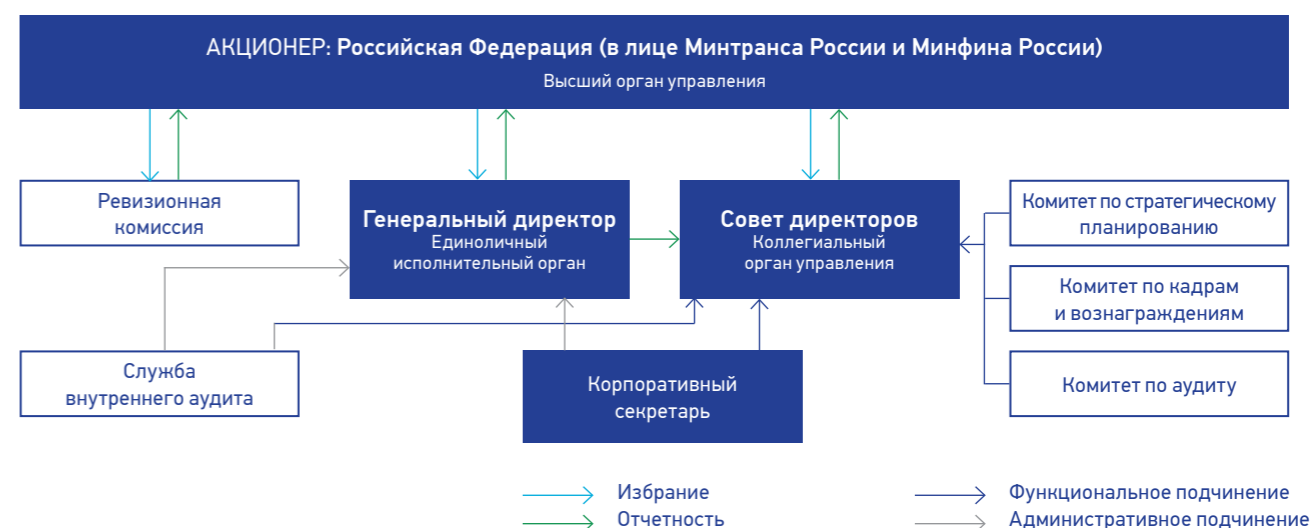 АКЦИОНЕР: Российская Федерация (в лице Минтранса России и Минфина России)
Высший орган управления
Ревизионная
комиссия
Генеральный директор
Единоличный
исполнительный орган
Совет директоров
Коллегиальный
орган управления
Комитет по стратегическому
планированию
Комитет по кадрам
и вознаграждениям
Комитет по аудиту
Служба
внутреннего аудита
Корпоративный
секретарь
Избрание
Отчетность
Функциональное подчинение
Административное подчинение